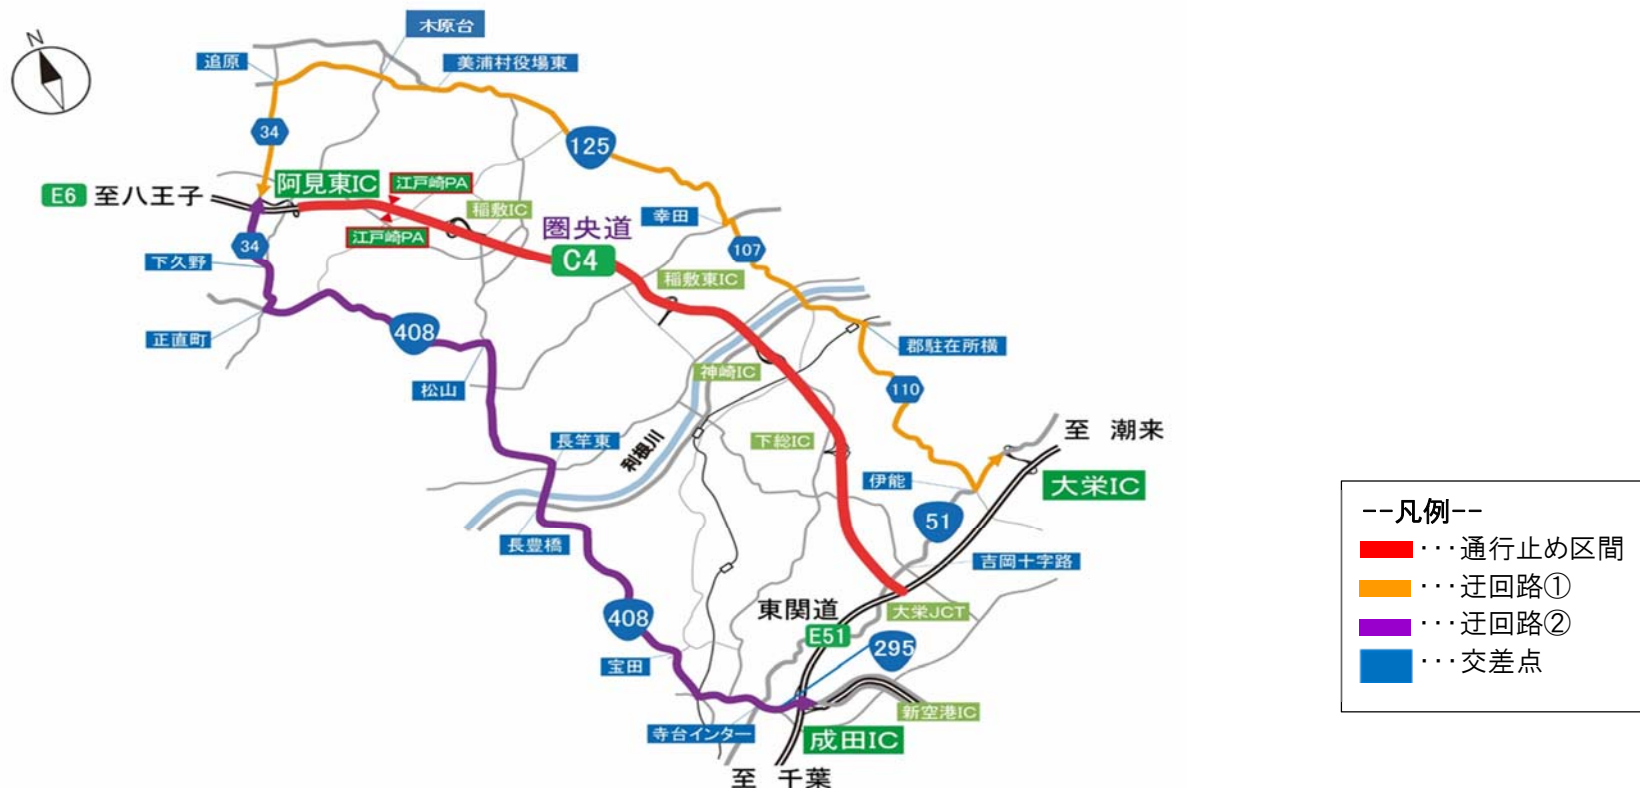 N
木原台
追原
美浦村役場東
34
125
E6 至八王子
阿見東IC
江戸崎PA
稲敷IC
江戸崎PA
圏央道
C4
幸田
107
34
下久野
稲敷東IC
正直町
408
松山
神崎IC
郡駐在所横
110
長竿東
利根川
下総IC
至 潮来
大栄IC
伊能
51
長豊橋
吉岡十字路
東関道
E51
大栄JCT
408
295
宝田
新空港IC
寺台インター
成田IC
至 千葉
--凡例--
･･･通行止め区間
･･･迂回路①
･･･迂回路②
･･･交差点